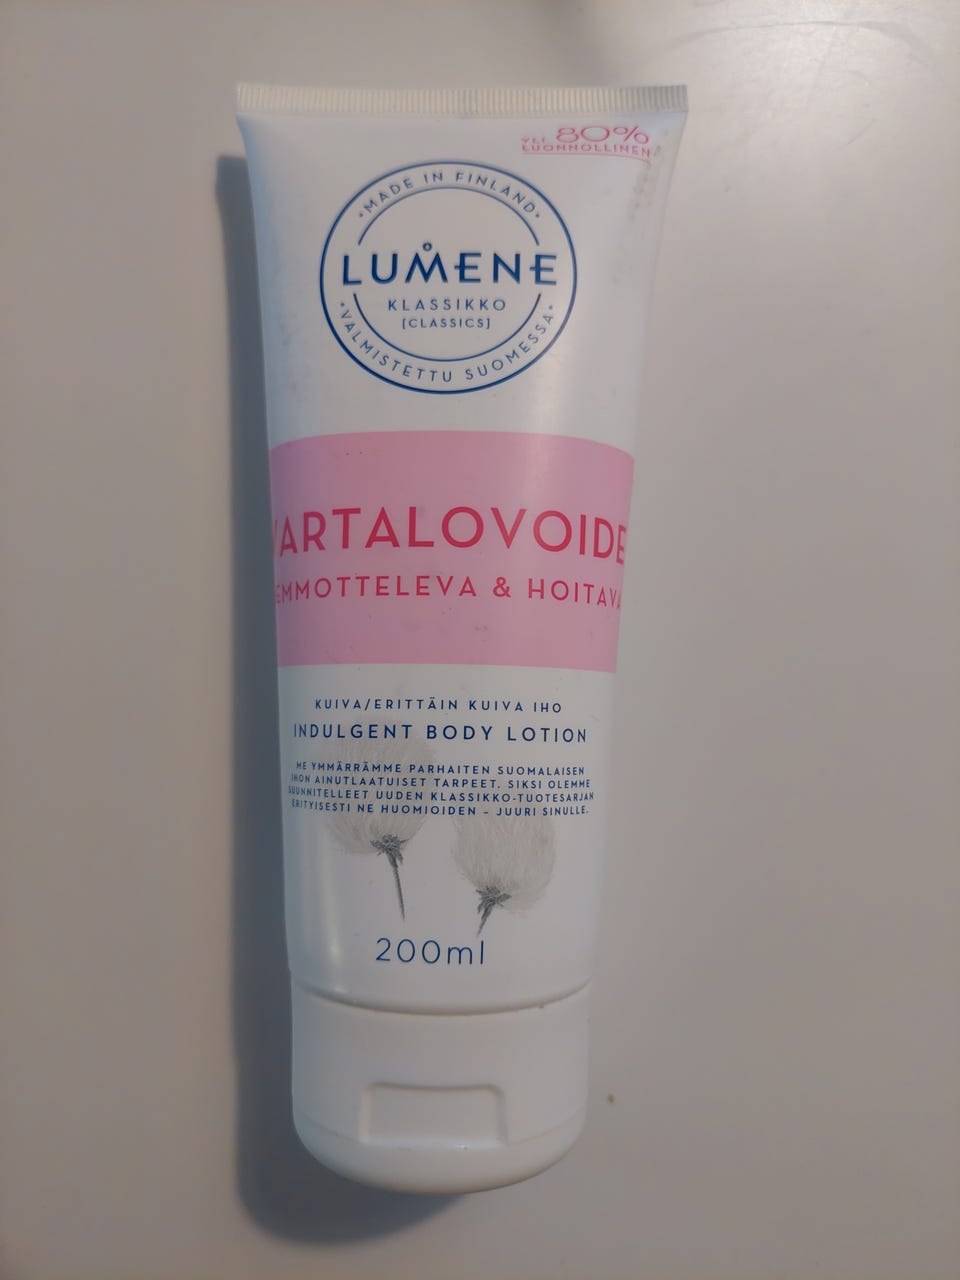 YLI 80%
LUONNOLLINEN
• MADE IN FINLAND •
LUMENE
KLASSIKKO
[CLASSICS]
• VALMISTETTU SUOMESSA •
VARTALOVOIDE
EMMOTTELEVA & HOITAVA
KUIVA/ERITTÄIN KUIVA IHO
INDULGENT BODY LOTION
ME YMMÄRRÄMME PARHAITEN SUOMALAISEN
IHON AINUTLAATUISET TARPEET. SIKSI OLEMME
SUUNNITELLEET UUDEN KLASSIKKO-TUOTESARJAN
ERITYISESTI NE HUOMIOIDEN – JUURI SINULLE.
200ml